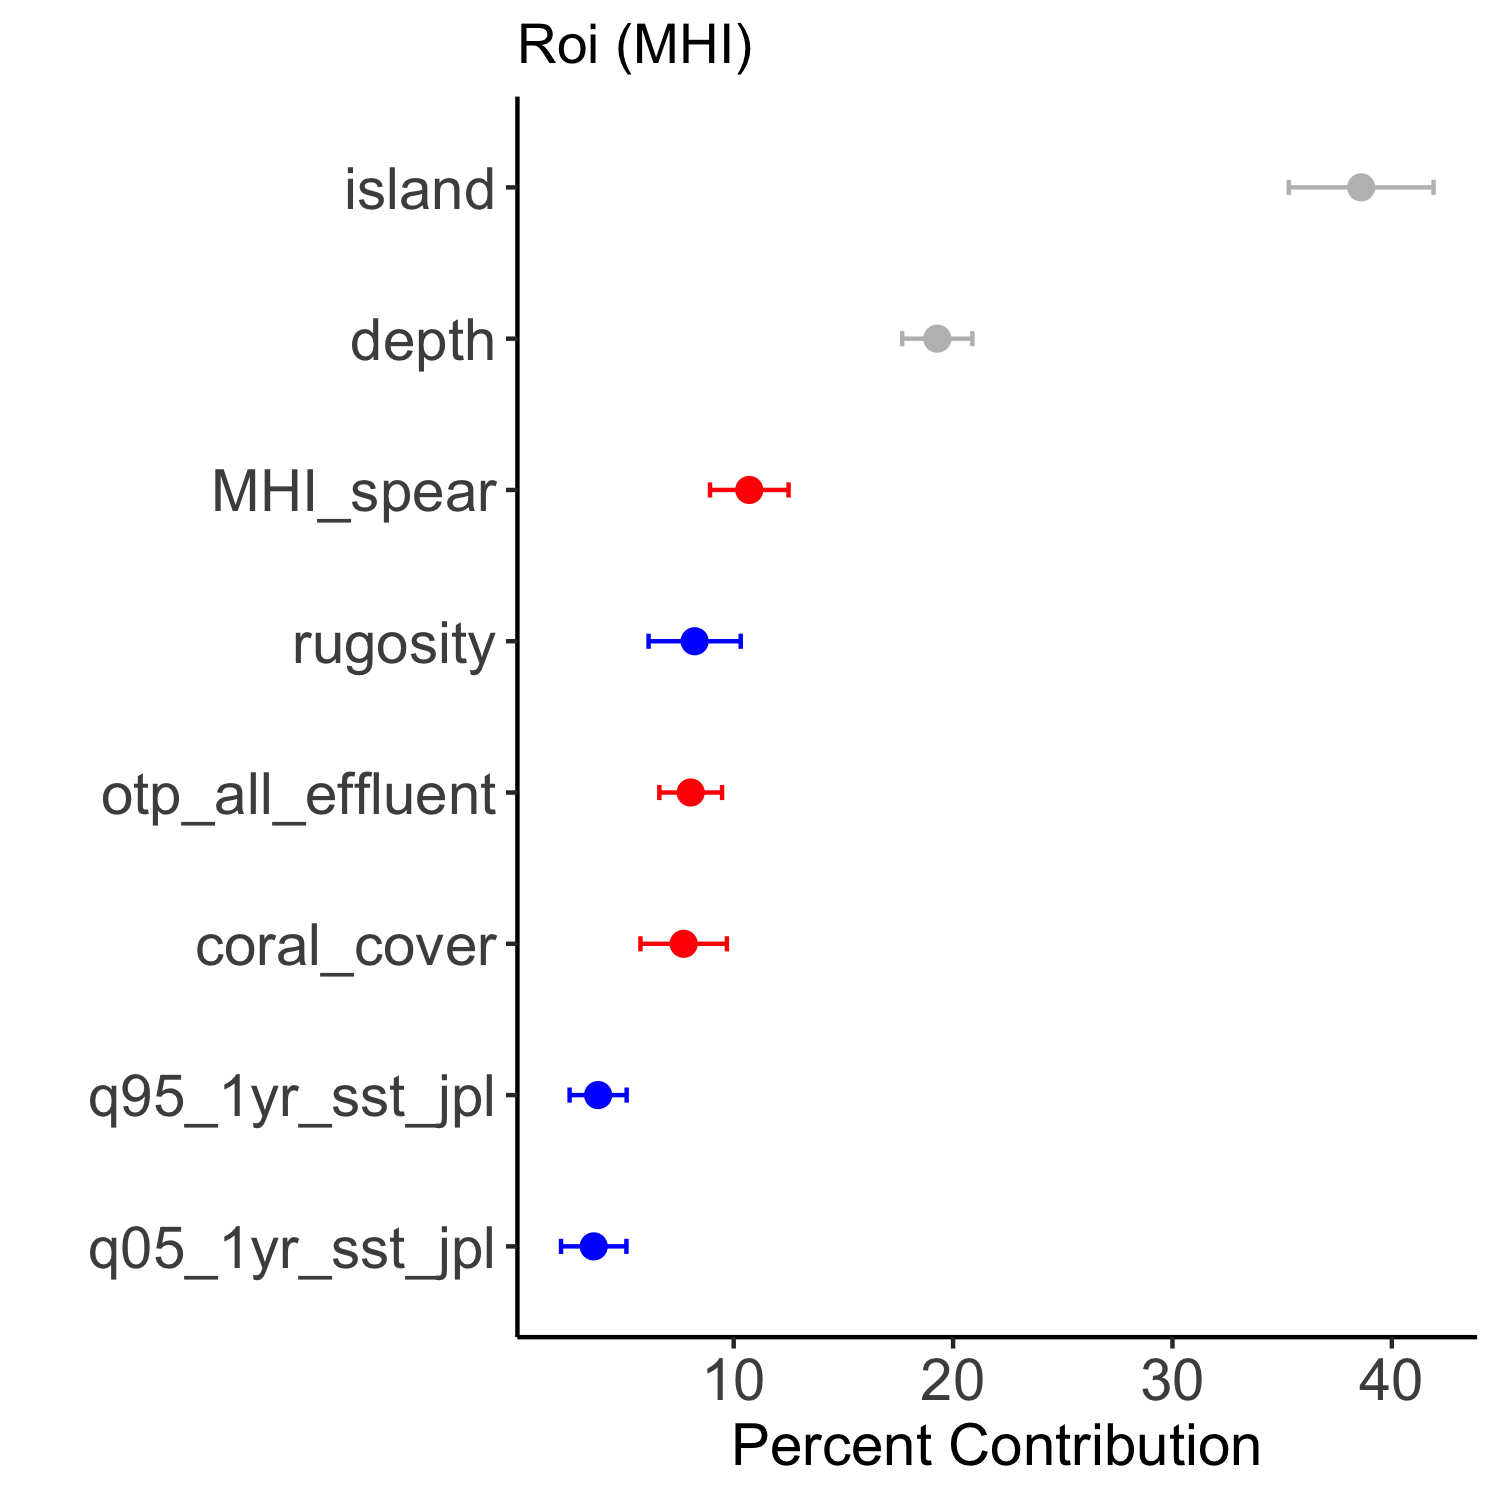 Roi (MHI)
island
depth
MHI_spear
rugosity
otp_all_effluent
coral_cover
q95_1yr_sst_jpl
q05_1yr_sst_jpl
10 20 30 40
Percent Contribution